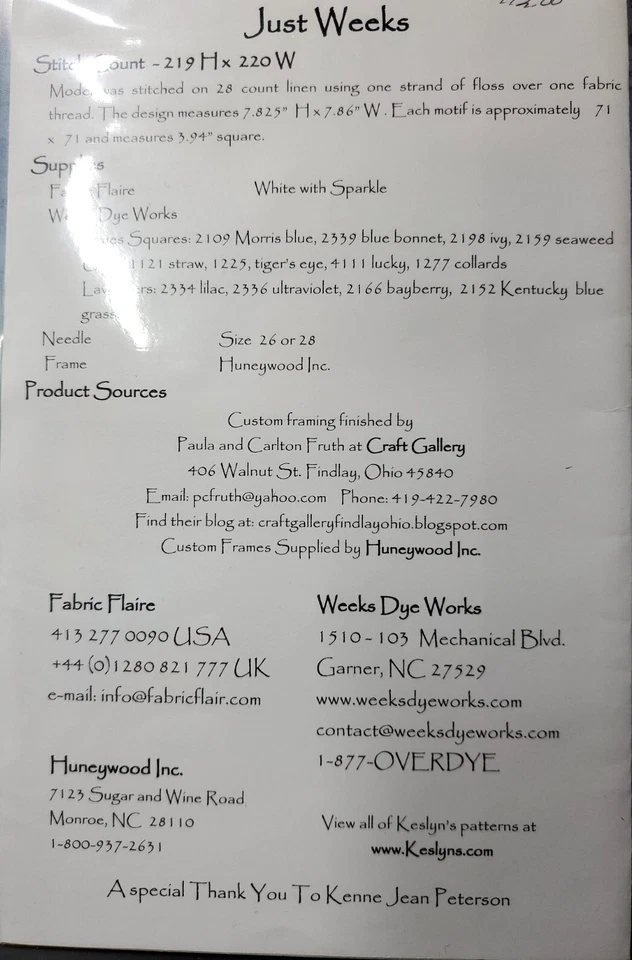 Just Weeks
Stitch Count - 219 H x 220 W
Model was stitched on 28 count linen using one strand of floss over one fabric
thread. The design measures 7.825" H x 7.86" W . Each motif is approximately 71
x 71 and measures 3.94" square.
Supplies
Flaire White with Sparkle
Dye Works
Squares: 2109 Morris blue, 2339 blue bonnet, 2198 ivy, 2159 seaweed
1121 straw, 1225, tiger's eye, 4111 lucky, 1277 collards
2334 lilac, 2336 ultraviolet, 2166 bayberry, 2152 Kentucky blue
grass
Needle Size 26 or 28
Frame Huneywood Inc.
Product Sources
Custom framing finished by
Paula and Carlton Fruth at Craft Gallery
406 Walnut St. Findlay, Ohio 45840
Email: pcfruth@yahoo.com Phone: 419-422-7980
Find their blog at: craftgalleryfindlayohio.blogspot.com
Custom Frames Supplied by Huneywood Inc.
Fabric Flaire
413 277 0090 USA
+44 (0)1280 821 777 UK
e-mail: info@fabricflair.com
Weeks Dye Works
1510 - 103 Mechanical Blvd.
Garner, NC 27529
www.weeksdyeworks.com
contact@weeksdyeworks.com
1-877-OVERDYE
Huneywood Inc.
7123 Sugar and Wine Road
Monroe, NC 28110
1-800-937-2631
View all of Keslyn's patterns at
www.Keslyns.com
A special Thank You To Kenne Jean Peterson